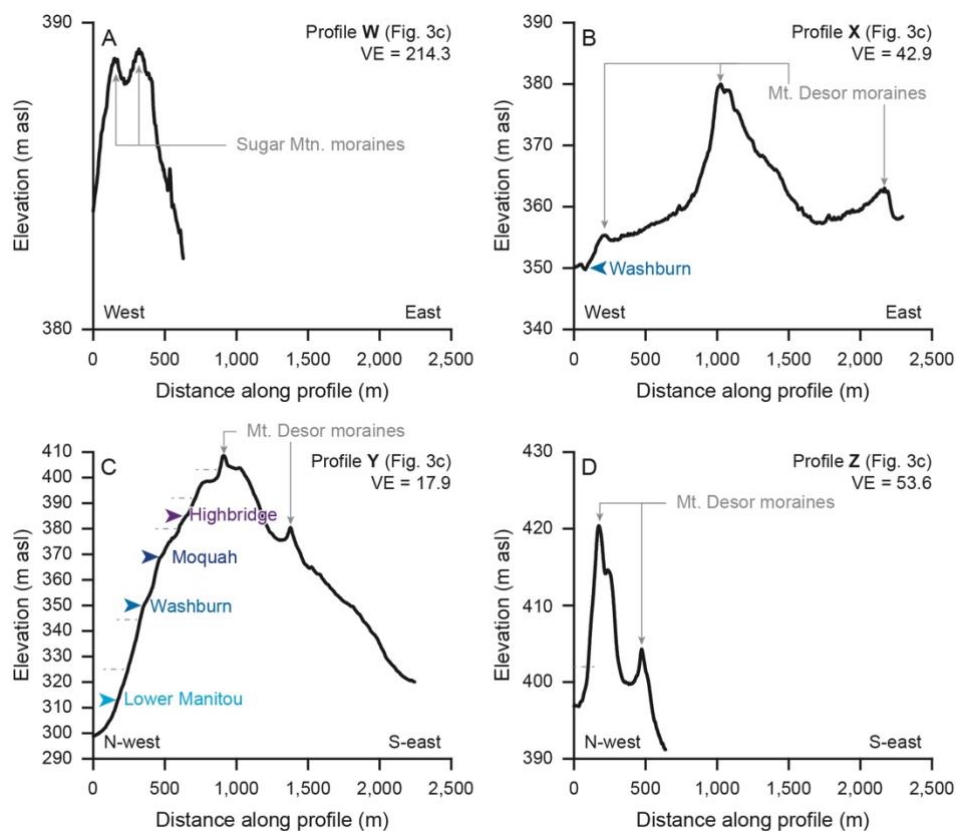 A
Profile W (Fig. 3c)
VE = 214.3
Sugar Mtn. moraines
West
East
390
380
Elevation (m asl)
0 500 1,000 1,500 2,000 2,500
Distance along profile (m)
B
Profile X (Fig. 3c)
VE = 42.9
Mt. Desor moraines
Washburn
West
East
390
380
370
360
350
340
Elevation (m asl)
0 500 1,000 1,500 2,000 2,500
Distance along profile (m)
C
Mt. Desor moraines
Profile Y (Fig. 3c)
VE = 17.9
Highbridge
Moquah
Washburn
Lower Manitou
N-west
S-east
410
400
390
380
370
360
350
340
330
320
310
300
290
Elevation (m asl)
0 500 1,000 1,500 2,000 2,500
Distance along profile (m)
D
Profile Z (Fig. 3c)
VE = 53.6
Mt. Desor moraines
N-west
S-east
430
420
410
400
390
Elevation (m asl)
0 500 1,000 1,500 2,000 2,500
Distance along profile (m)